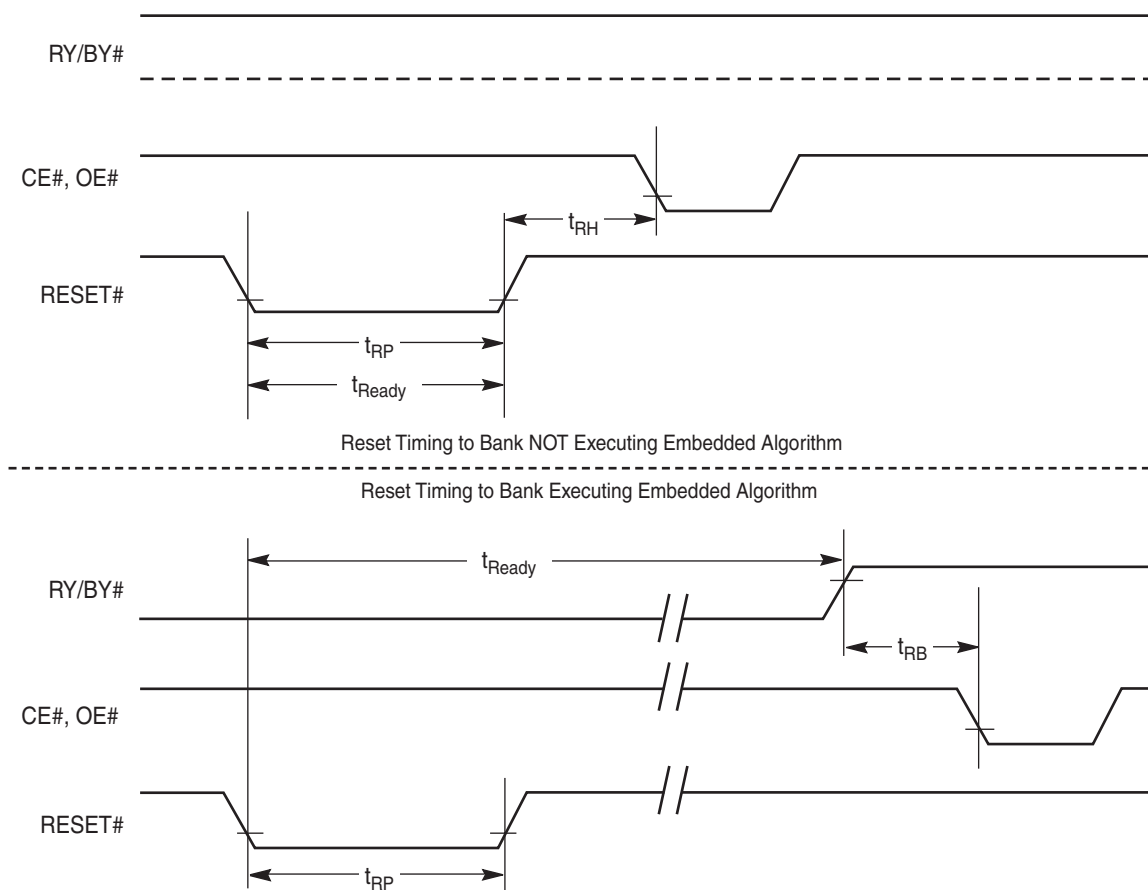 RY/BY#
CE#, OE#
tRH
RESET#
tRP
tReady
Reset Timing to Bank NOT Executing Embedded Algorithm
Reset Timing to Bank Executing Embedded Algorithm
tReady
RY/BY#
tRB
CE#, OE#
RESET#
tRP